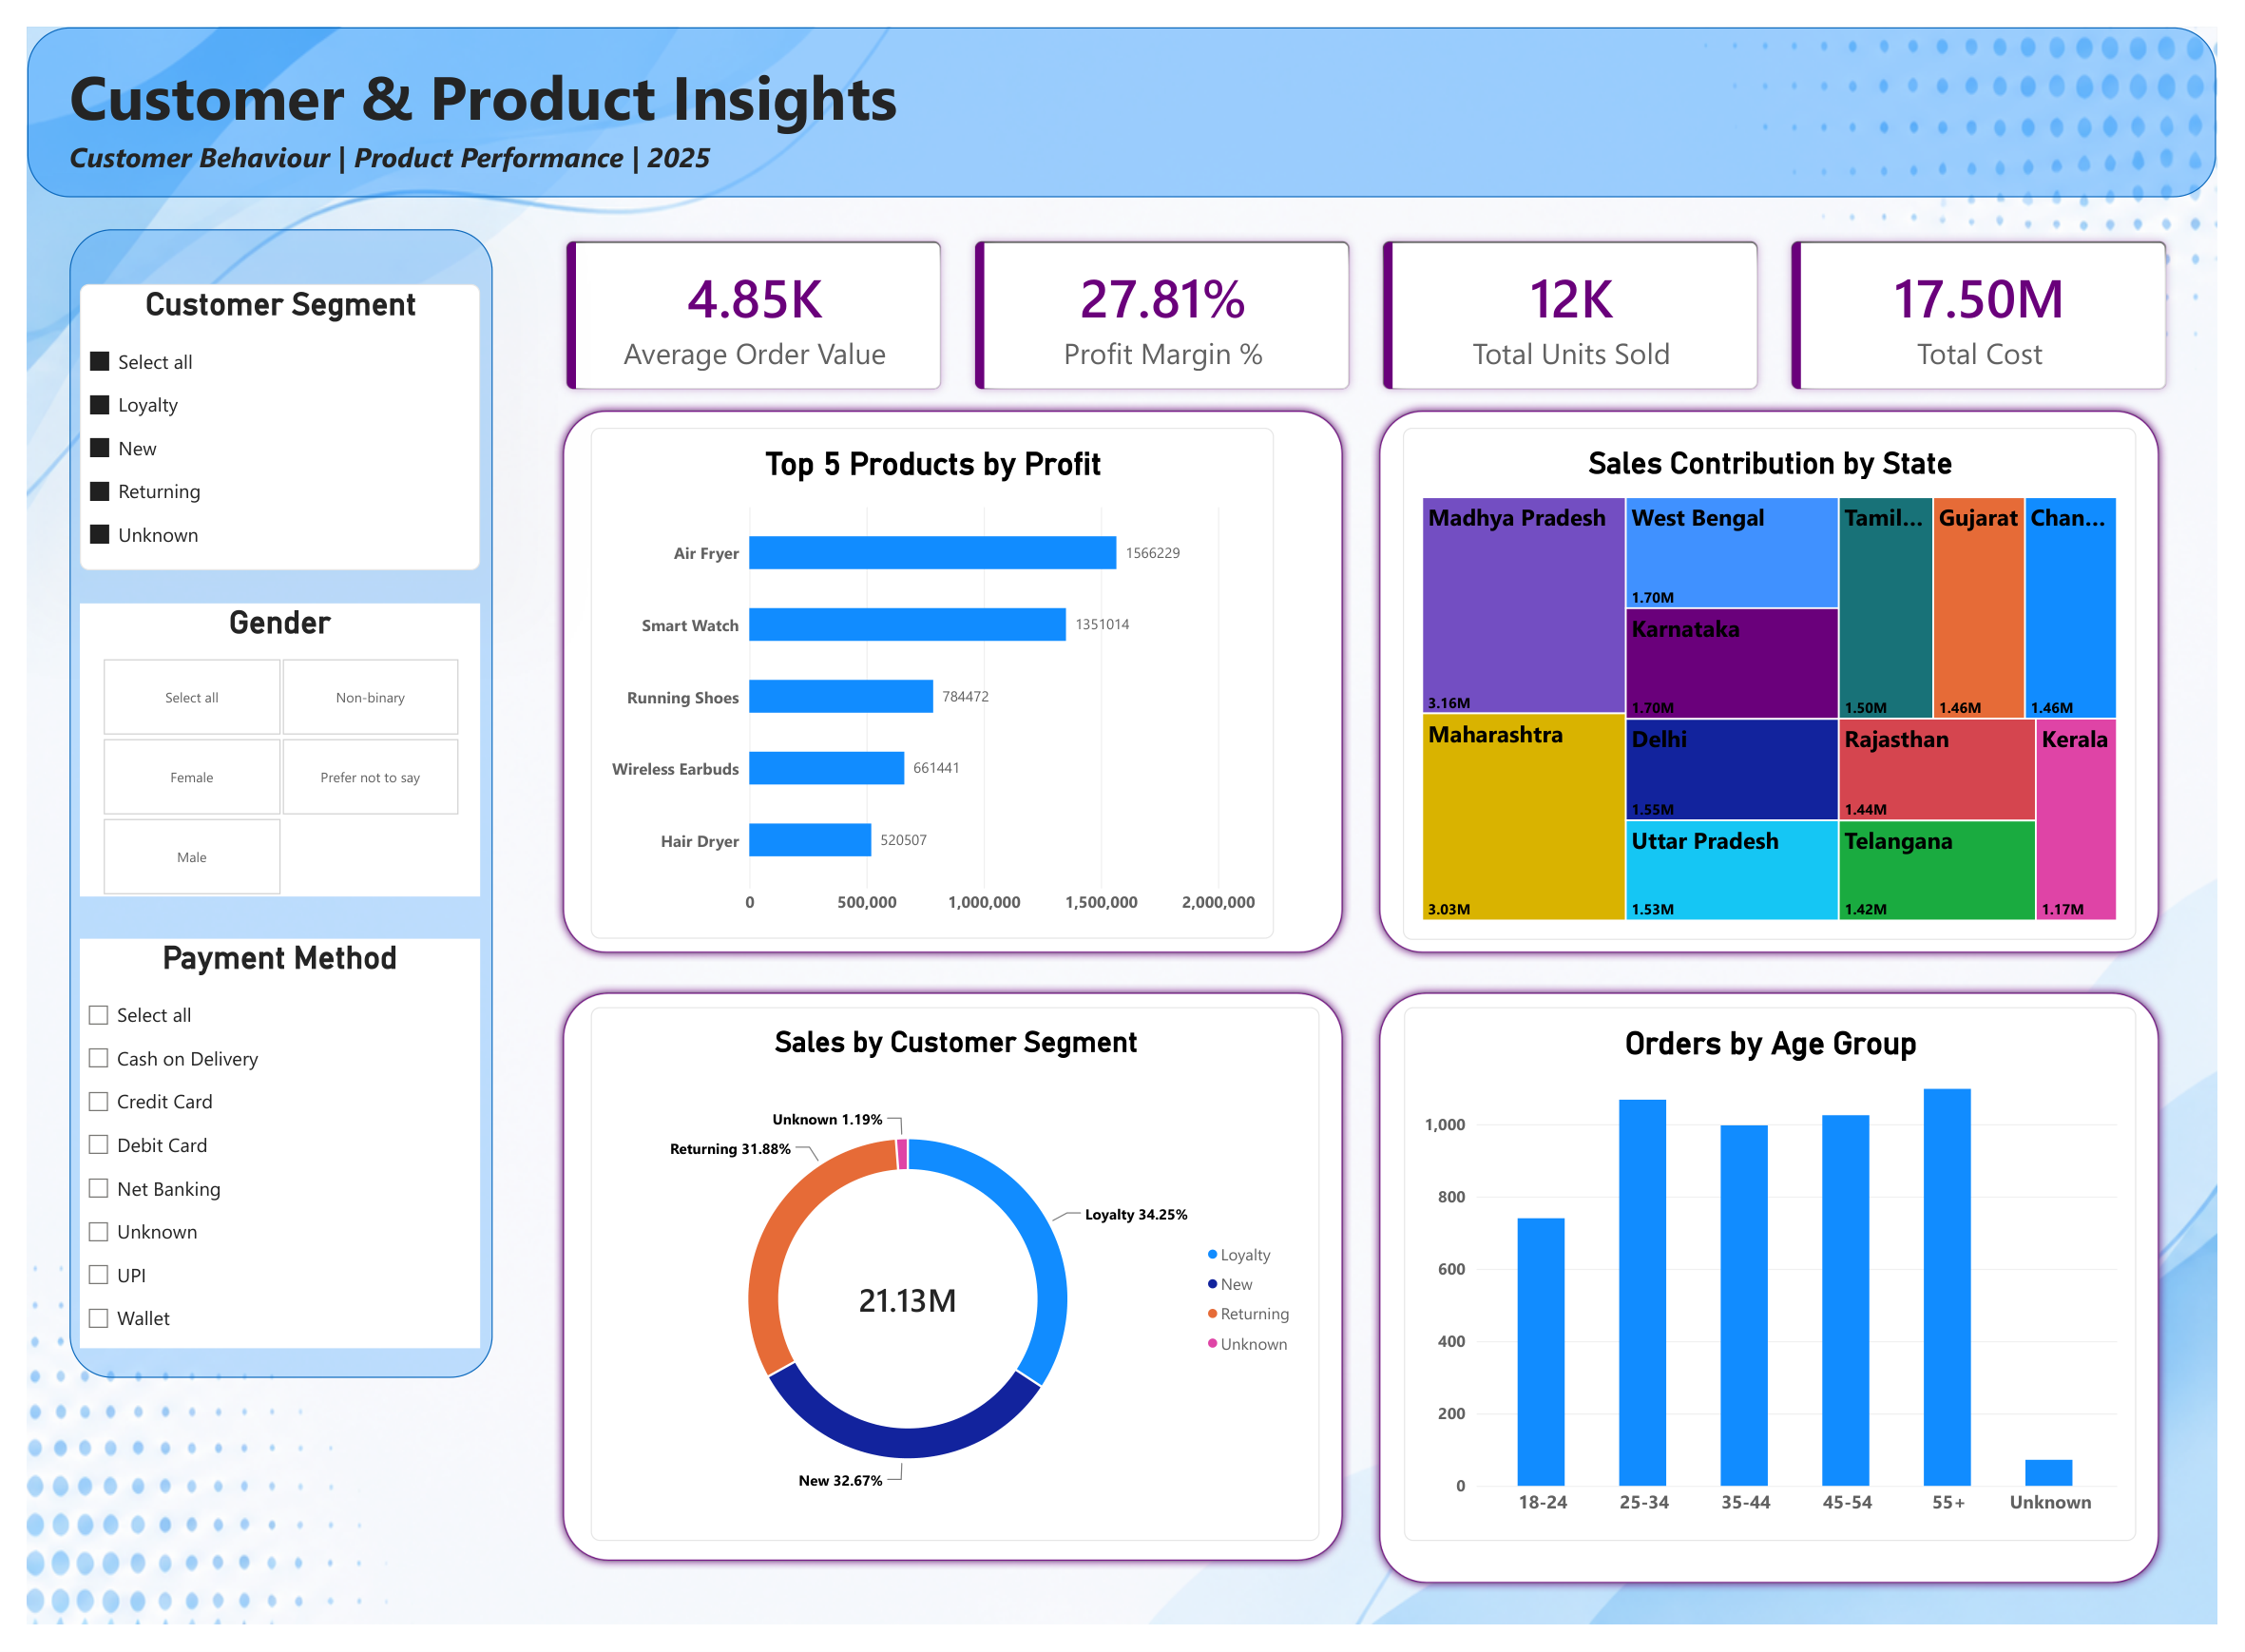 Customer & Product Insights
Customer Behaviour | Product Performance | 2025
Customer Segment
Select all
Loyalty
New
Returning
Unknown
Gender
Select all
Non-binary
Female
Prefer not to say
Male
Payment Method
Select all
Cash on Delivery
Credit Card
Debit Card
Net Banking
Unknown
UPI
Wallet
4.85K
Average Order Value
27.81%
Profit Margin %
12K
Total Units Sold
17.50M
Total Cost
Top 5 Products by Profit
Air Fryer 1566229
Smart Watch 1351014
Running Shoes 784472
Wireless Earbuds 661441
Hair Dryer 520507
0 500,000 1,000,000 1,500,000 2,000,000
Sales Contribution by State
Madhya Pradesh
3.16M
Maharashtra
3.03M
West Bengal
1.70M
Karnataka
1.70M
Delhi
1.55M
Uttar Pradesh
1.53M
Tamil...
1.50M
Gujarat
1.46M
Chan...
1.46M
Rajasthan
1.44M
Telangana
1.42M
Kerala
1.17M
Sales by Customer Segment
Unknown 1.19%
Returning 31.88%
Loyalty 34.25%
New 32.67%
21.13M
Loyalty
New
Returning
Unknown
Orders by Age Group
1,000
800
600
400
200
0
18-24 25-34 35-44 45-54 55+ Unknown